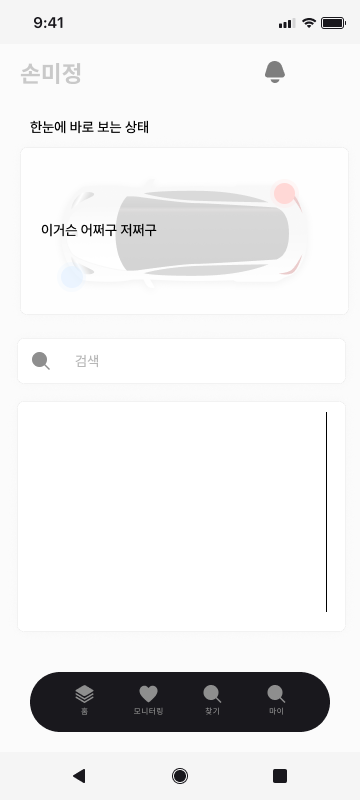 9:41
손미정
한눈에 바로 보는 상태
이거슨 어쩌구 저쩌구
검색
홈
모니터링
찾기
마이